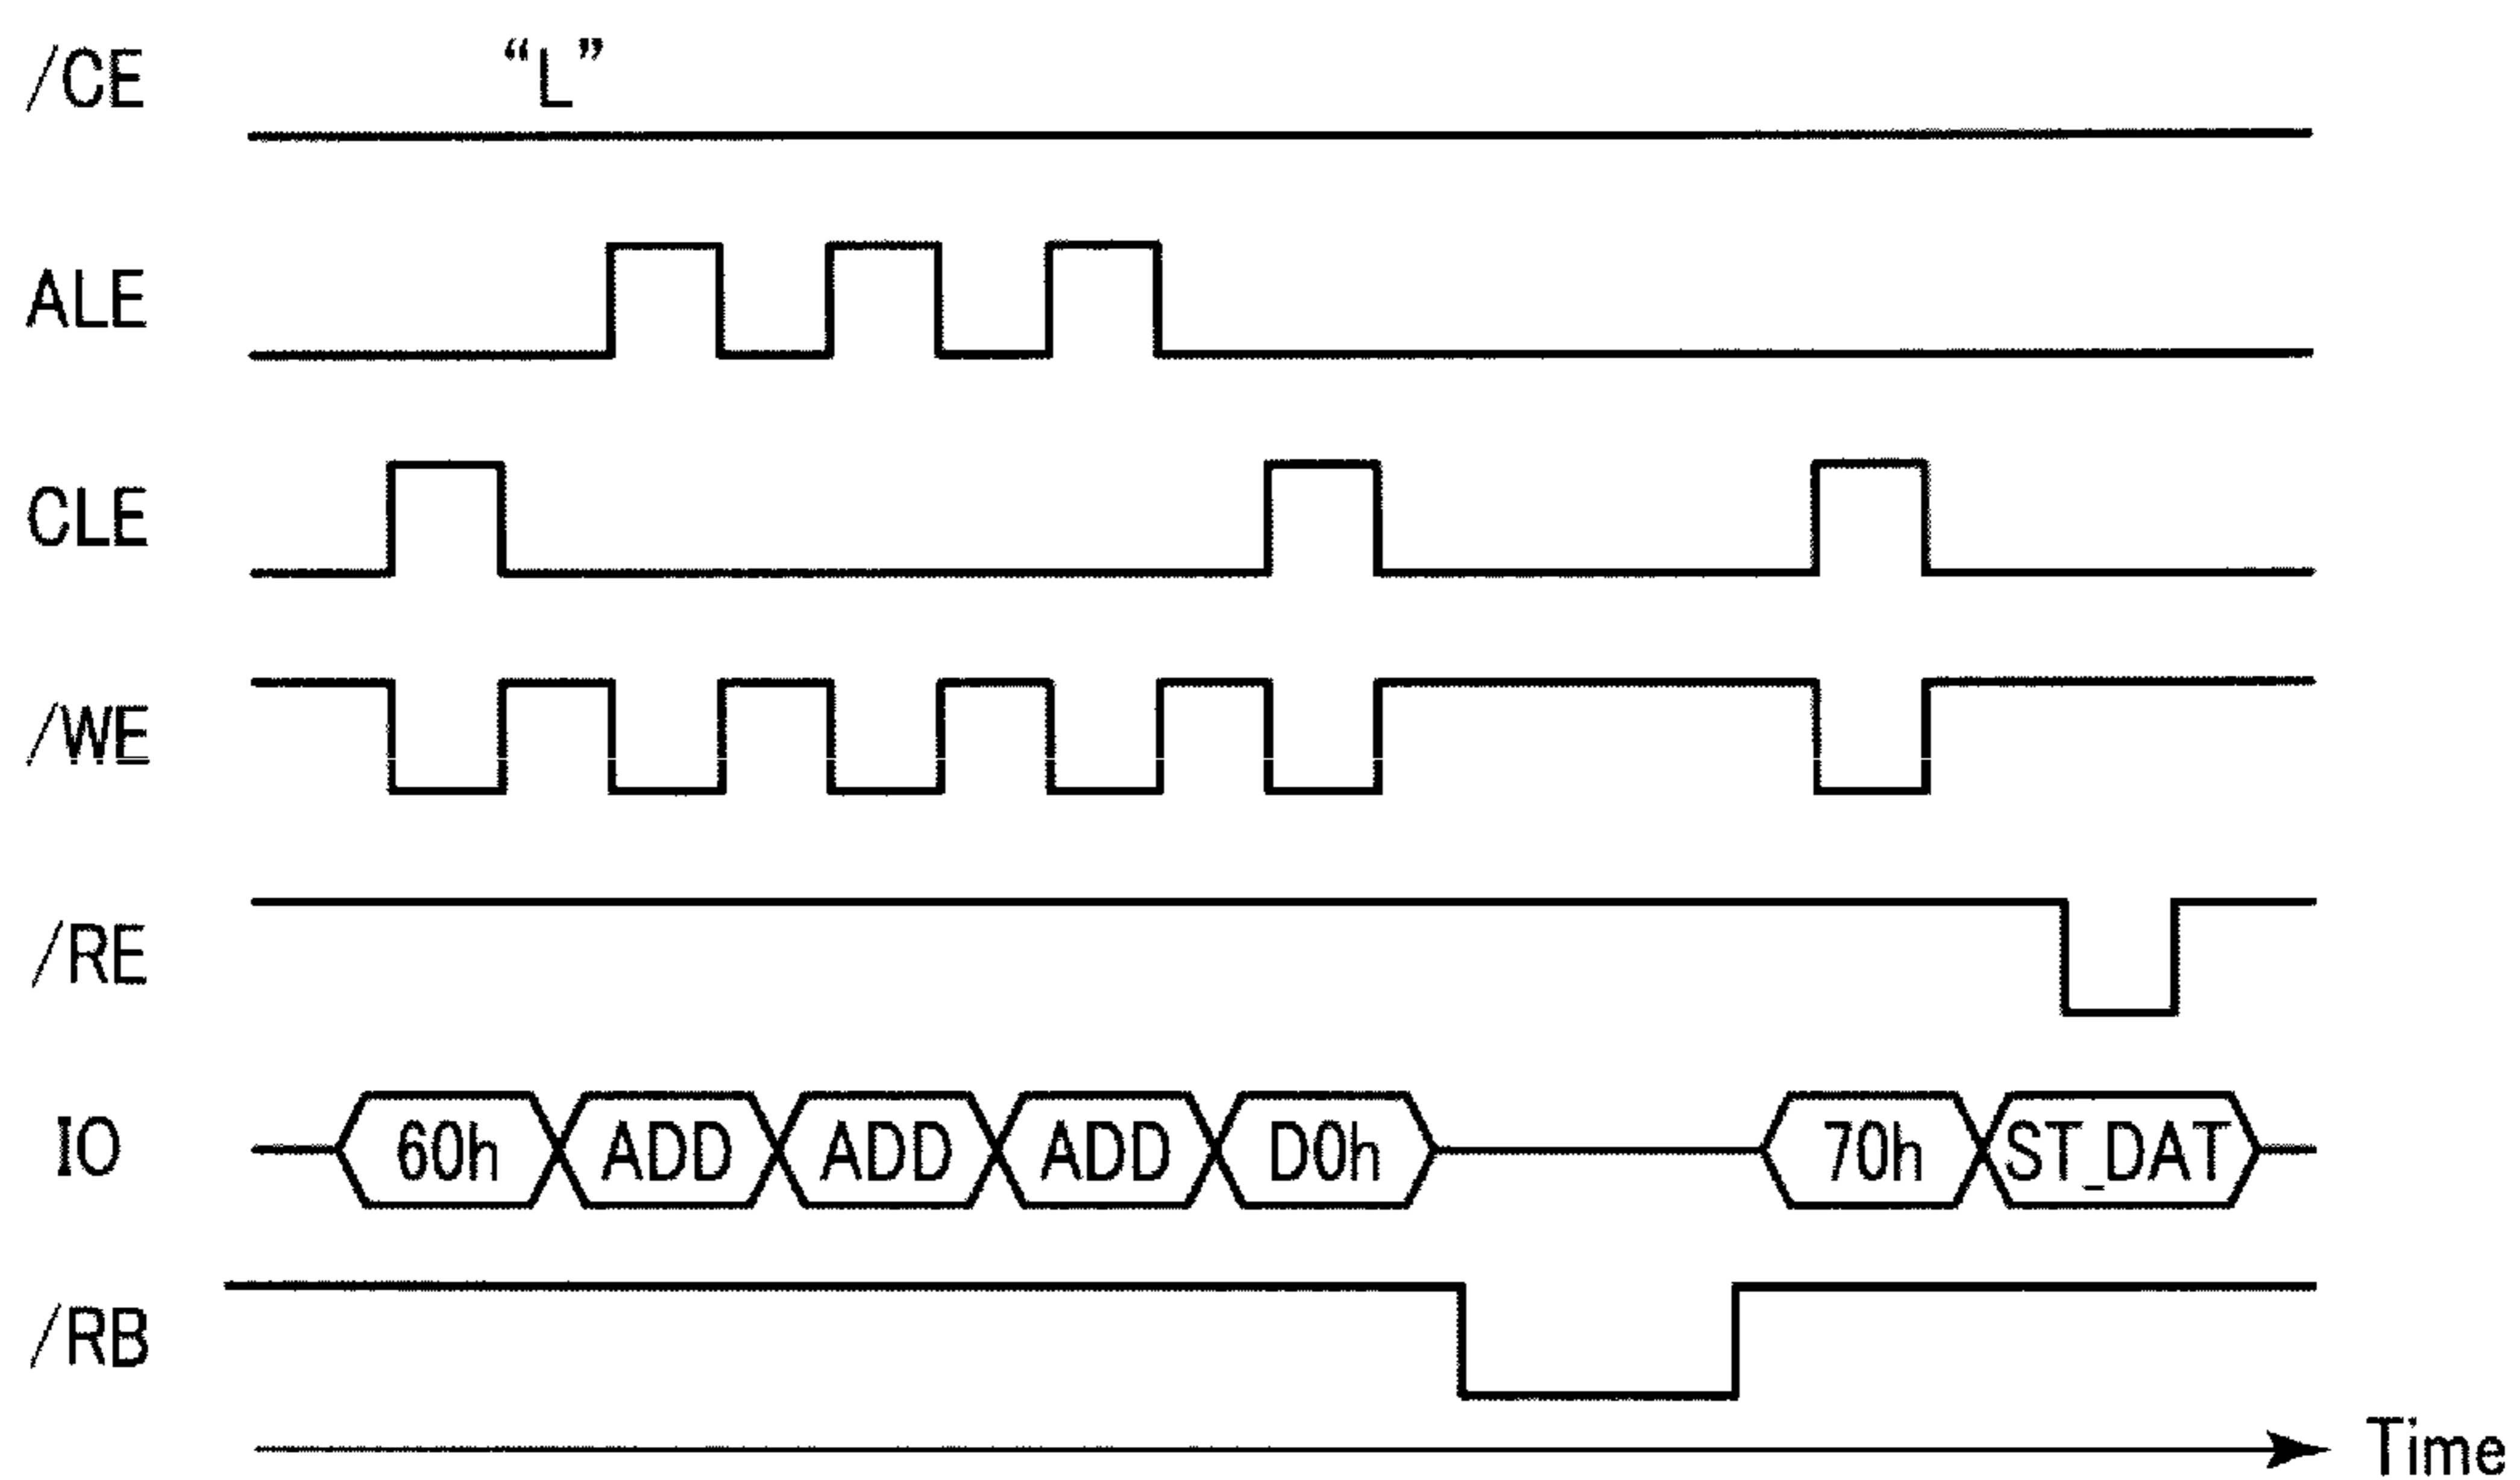 /CE “L”
ALE
CLE
/WE
/RE
IO 60h ADD ADD ADD D0h 70h ST_DAT
/RB
Time